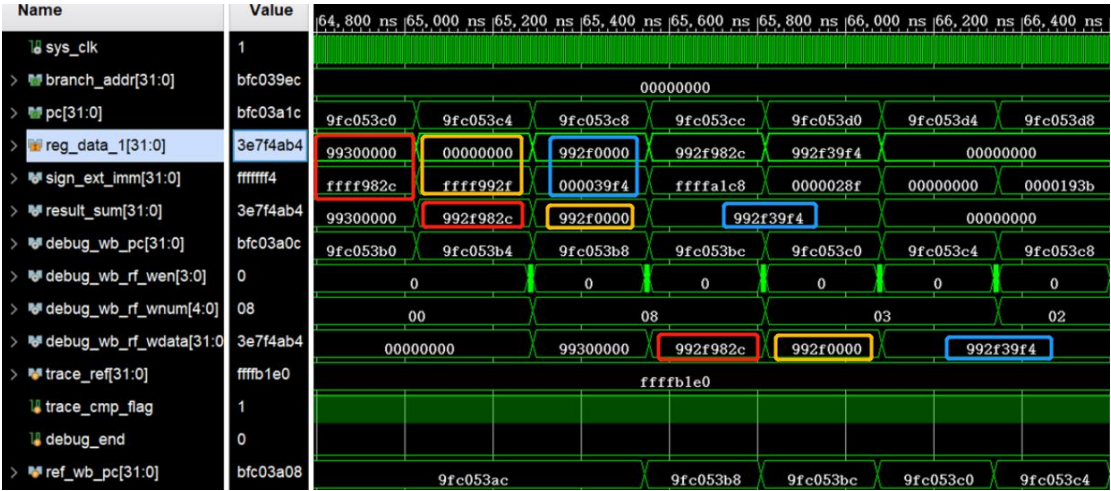 Name Value 64,800 ns 65,000 ns 65,200 ns 65,400 ns 65,600 ns 65,800 ns 66,000 ns 66,200 ns 66,400 ns
sys_clk 1
branch_addr[31:0] bfc039ec 00000000
pc[31:0] bfc03a1c 9fc053c0 9fc053c4 9fc053c8 9fc053cc 9fc053d0 9fc053d4 9fc053d8
reg_data_1[31:0] 3e7f4ab4 99300000 00000000 992f0000 992f982c 992f39f4 00000000
sign_ext_imm[31:0] fffffff4 ffff982c ffff992f 000039f4 ffffa1c8 0000028f 00000000 0000193b
result_sum[31:0] 3e7f4ab4 99300000 992f982c 992f0000 992f39f4 00000000
debug_wb_pc[31:0] bfc03a0c 9fc053b0 9fc053b4 9fc053b8 9fc053bc 9fc053c0 9fc053c4 9fc053c8
debug_wb_rf_wen[3:0] 0 0 0 0 0 0 0
debug_wb_rf_wnum[4:0] 08 00 08 03 02
debug_wb_rf_wdata[31:0 3e7f4ab4 00000000 99300000 992f982c 992f0000 992f39f4
trace_ref[31:0] ffffb1e0 ffffb1e0
trace_cmp_flag 1
debug_end 0
ref_wb_pc[31:0] bfc03a08 9fc053ac 9fc053b8 9fc053bc 9fc053c0 9fc053c4